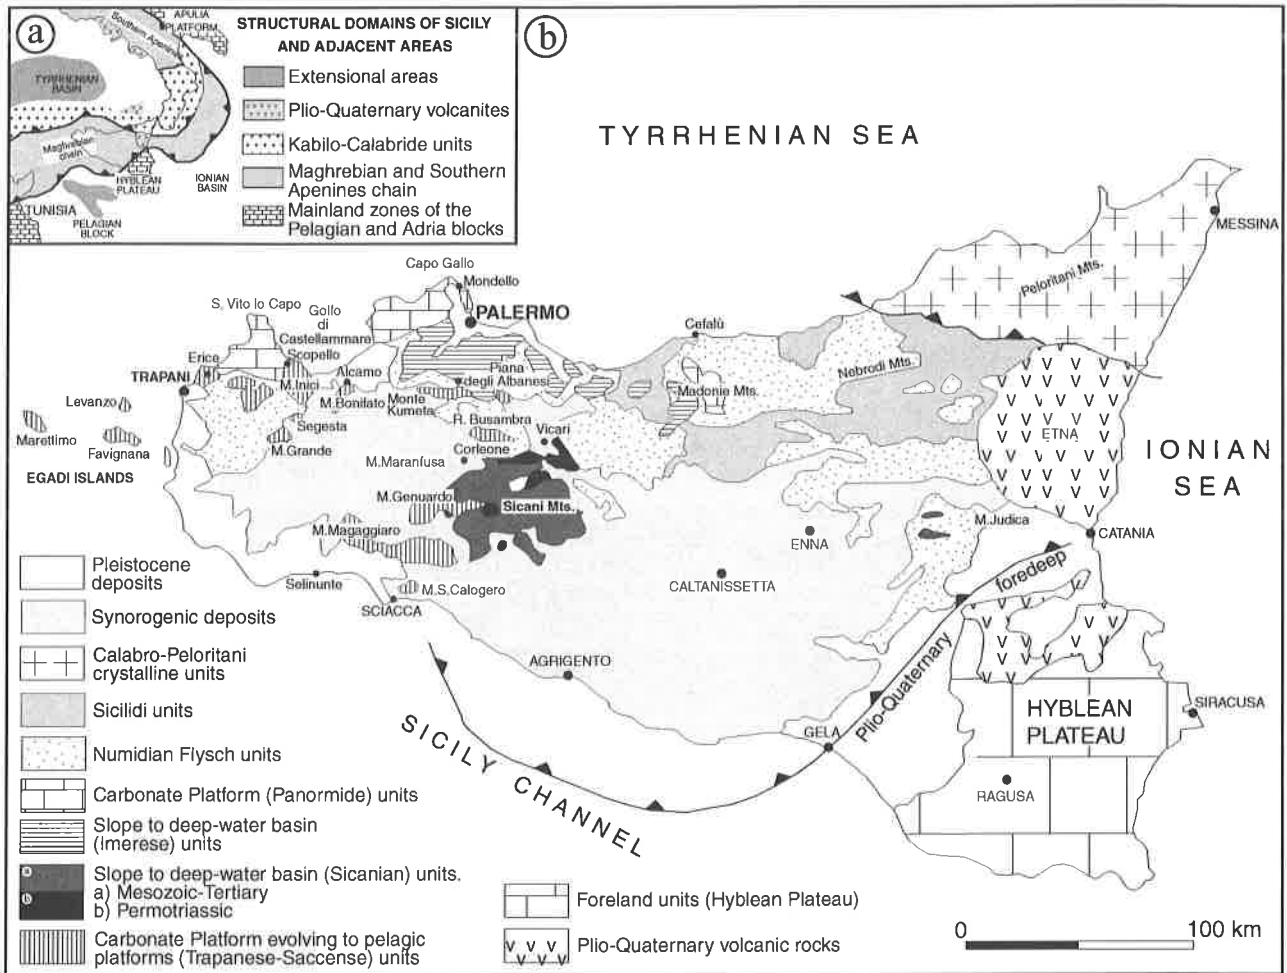 a
APULIA
PLATFORM
Southern Apenines
TYRRHENIAN
BASIN
Maghrebian
chain
HYBLEAN
PLATEAU
IONIAN
BASIN
TUNISIA
PELAGIAN
BLOCK
STRUCTURAL DOMAINS OF SICILY
AND ADJACENT AREAS
Extensional areas
Plio-Quaternary volcanites
Kabilo-Calabride units
Maghrebian and Southern
Apenines chain
Mainland zones of the
Pelagian and Adria blocks
b
TYRRHENIAN SEA
MESSINA
Peloritani Mts.
Capo Gallo
Mondello
S. Vito lo Capo
Gollo
di
Castellammare
PALERMO
Cefalù
Scopello
Erice
TRAPANI
Alcamo
Piana
degli Albanesi
Nebrodi Mts.
M.Inici
M.Bonifato
Monte
Kumeta
Madonie Mts.
Levanzo
Marettimo
Favignana
EGADI ISLANDS
Segesta
M.Grande
R. Busambra
Vicari
Corleone
M.Maranfusa
ETNA
IONIAN
SEA
M.Genuardo
Sicani Mts.
M.Magaggiaro
M.Judica
CATANIA
ENNA
foredeep
CALTANISSETTA
Selinunte
M.S.Calogero
SCIACCA
AGRIGENTO
Plio-Quaternary
SICILY CHANNEL
GELA
HYBLEAN
PLATEAU
SIRACUSA
RAGUSA
Pleistocene
deposits
Synorogenic deposits
Calabro-Peloritani
crystalline units
Sicilidi units
Numidian Flysch units
Carbonate Platform (Panormide) units
Slope to deep-water basin
(Imerese) units
a
b
Slope to deep-water basin (Sicanian) units.
a) Mesozoic-Tertiary
b) Permotriassic
Carbonate Platform evolving to pelagic
platforms (Trapanese-Saccense) units
Foreland units (Hyblean Plateau)
Plio-Quaternary volcanic rocks
0 100 km